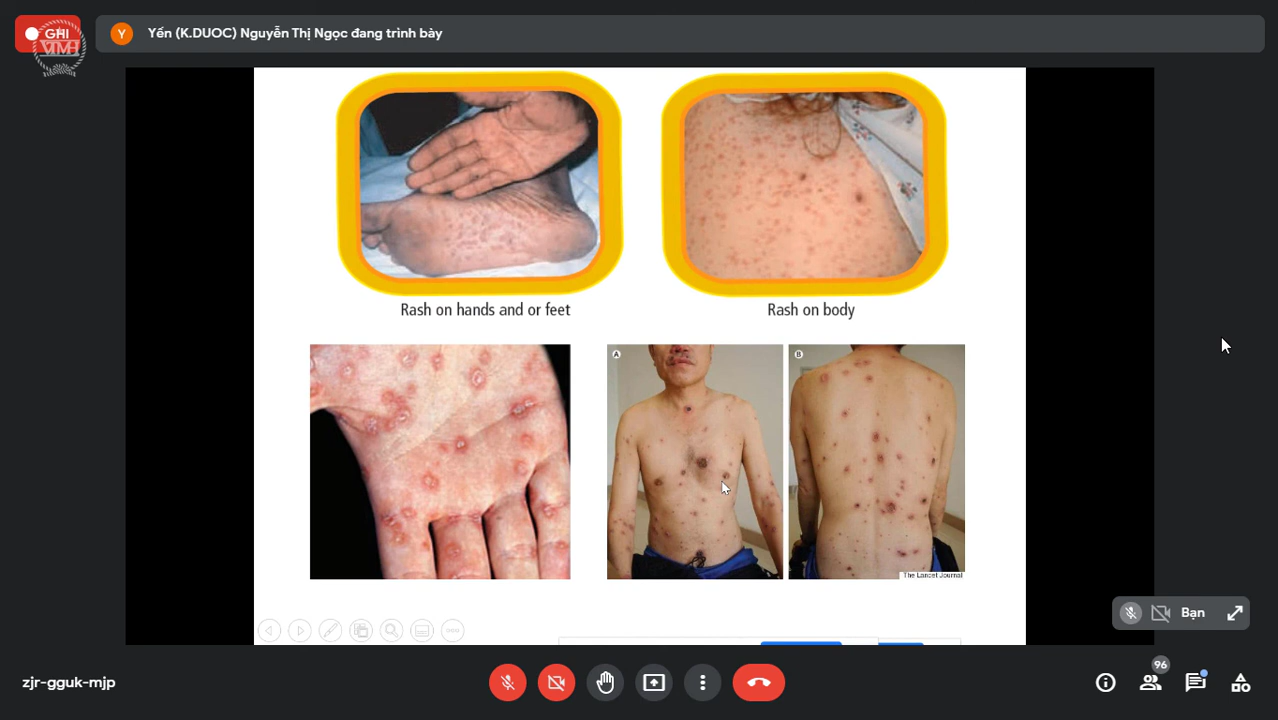 GHI
VTMH
Y
Yến (K.DUOC) Nguyễn Thị Ngọc đang trình bày
Rash on hands and or feet
Rash on body
A
B
The Lancet Journal
Bạn
zjr-gguk-mjp
96